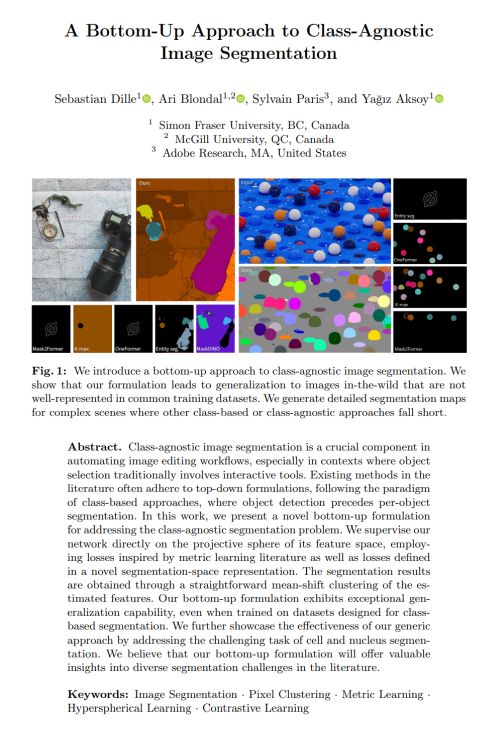 A Bottom-Up Approach to Class-Agnostic
Image Segmentation
Sebastian Dille¹, Ari Blondal¹,², Sylvain Paris³, and Yağız Aksoy¹
¹ Simon Fraser University, BC, Canada
² McGill University, QC, Canada
³ Adobe Research, MA, United States
Ours
Input
Entity seg.
OneFormer
Ours
K-max
Mask2Former
K-max
OneFormer
Entity seg.
MaskDINO
Mask2Former
Fig. 1: We introduce a bottom-up approach to class-agnostic image segmentation. We
show that our formulation leads to generalization to images in-the-wild that are not
well-represented in common training datasets. We generate detailed segmentation maps
for complex scenes where other class-based or class-agnostic approaches fall short.
Abstract. Class-agnostic image segmentation is a crucial component in
automating image editing workflows, especially in contexts where object
selection traditionally involves interactive tools. Existing methods in the
literature often adhere to top-down formulations, following the paradigm
of class-based approaches, where object detection precedes per-object
segmentation. In this work, we present a novel bottom-up formulation
for addressing the class-agnostic segmentation problem. We supervise our
network directly on the projective sphere of its feature space, employ-
ing losses inspired by metric learning literature as well as losses defined
in a novel segmentation-space representation. The segmentation results
are obtained through a straightforward mean-shift clustering of the es-
timated features. Our bottom-up formulation exhibits exceptional gen-
eralization capability, even when trained on datasets designed for class-
based segmentation. We further showcase the effectiveness of our generic
approach by addressing the challenging task of cell and nucleus segmen-
tation. We believe that our bottom-up formulation will offer valuable
insights into diverse segmentation challenges in the literature.
Keywords: Image Segmentation · Pixel Clustering · Metric Learning ·
Hyperspherical Learning · Contrastive Learning